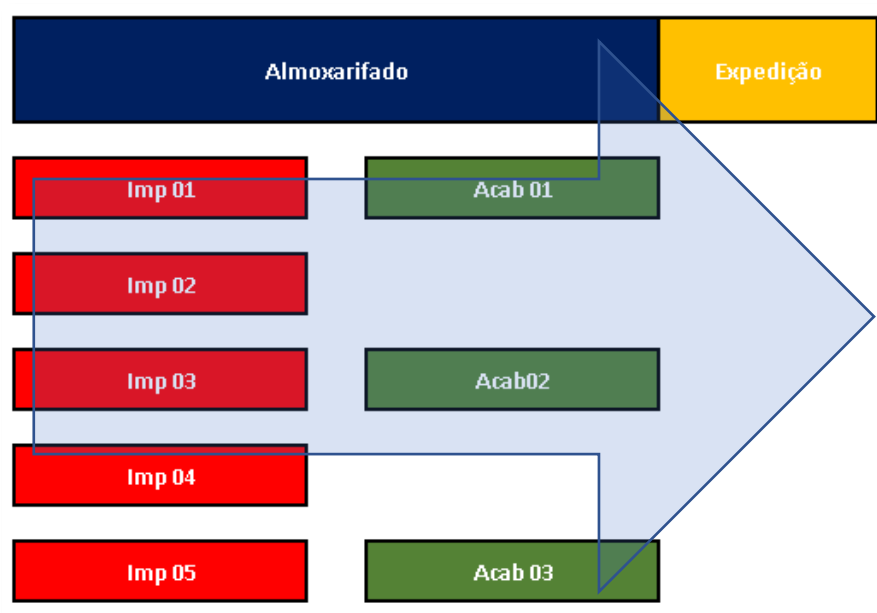 Almoxarifado
Expedição
Imp 01
Acab 01
Imp 02
Imp 03
Acab02
Imp 04
Imp 05
Acab 03